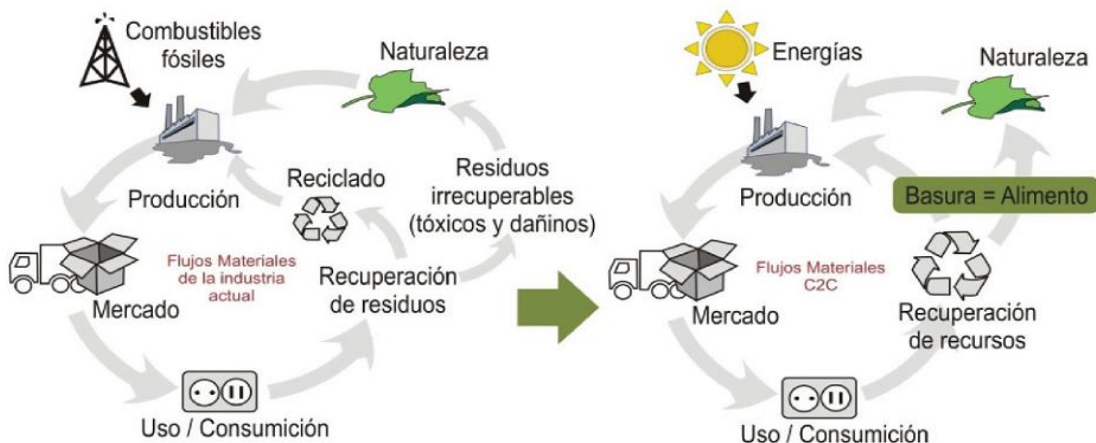 Combustibles
fósiles
Naturaleza
Producción
Reciclado
Residuos
irrecuperables
(tóxicos y dañinos)
Flujos Materiales
de la industria
actual
Mercado
Recuperación
de residuos
Uso / Consumición
Energías
Naturaleza
Producción
Basura = Alimento
Flujos Materiales
C2C
Mercado
Recuperación
de recursos
Uso / Consumición